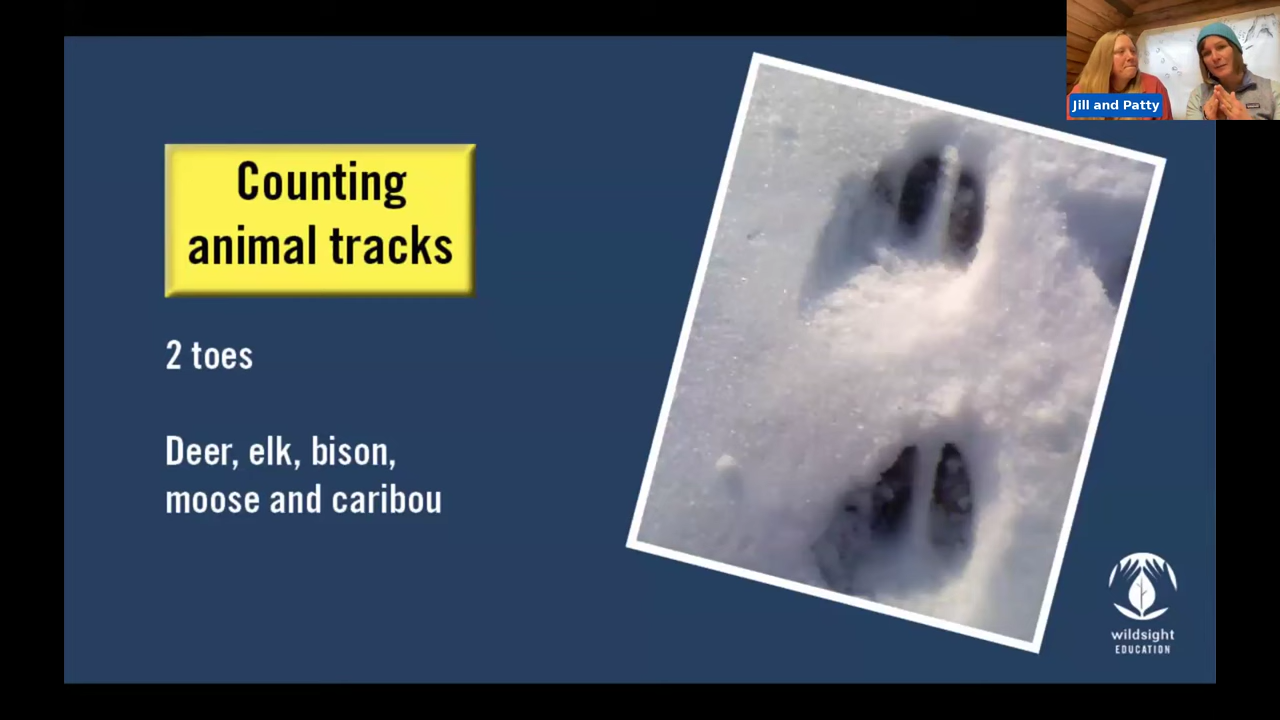 Counting
animal tracks
2 toes
Deer, elk, bison,
moose and caribou
Jill and Patty
wildsight
EDUCATION